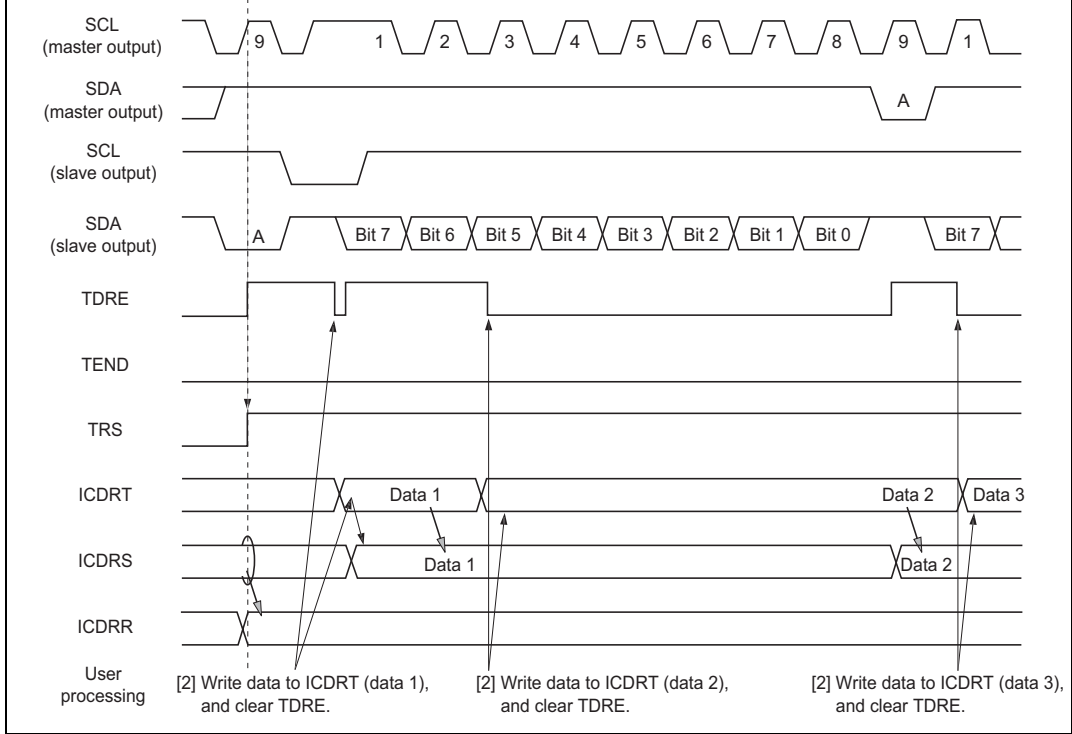 SCL
(master output)
9 1 2 3 4 5 6 7 8 9 1
SDA
(master output)
A
SCL
(slave output)
SDA
(slave output)
A Bit 7 Bit 6 Bit 5 Bit 4 Bit 3 Bit 2 Bit 1 Bit 0 Bit 7
TDRE
TEND
TRS
ICDRT
Data 1 Data 2 Data 3
ICDRS
Data 1 Data 2
ICDRR
User
processing
[2] Write data to ICDRT (data 1),
and clear TDRE.
[2] Write data to ICDRT (data 2),
and clear TDRE.
[2] Write data to ICDRT (data 3),
and clear TDRE.